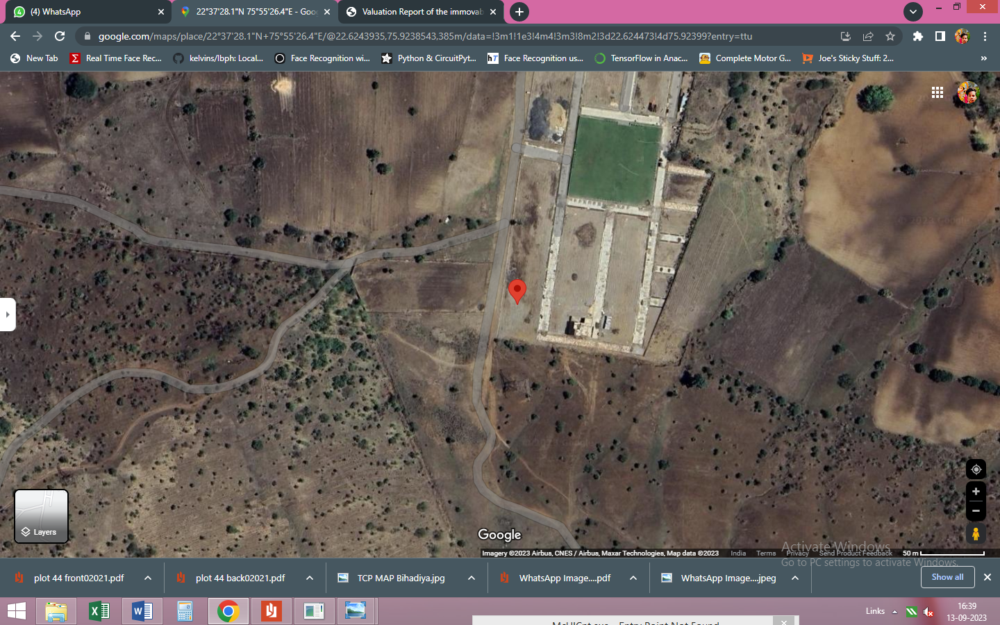 4
(4) WhatsApp
22°37'28.1"N 75°55'26.4"E - Goo
Valuation Report of the immovab
google.com/maps/place/22°37'28.1"N+75°55'26.4"E/@22.6243935,75.9238543,385m/data=!3m1!1e3!4m4!3m3!8m2!3d22.624473!4d75.92399?entry=ttu
New Tab
Real Time Face Rec...
kelvins/lbph: Local...
Face Recognition wi...
Python & CircuitPyt...
hT
Face Recognition us...
TensorFlow in Anac...
Complete Motor G...
Joe's Sticky Stuff: 2...
»
Layers
Google
Imagery ©2023 Airbus, CNES / Airbus, Maxar Technologies, Map data ©2023
India
Terms
Privacy
Send Product Feedback
50 m
Activate Windows
Go to PC settings to activate Windows.
plot 44 front02021.pdf
plot 44 back02021.pdf
TCP MAP Bihadiya.jpg
WhatsApp Image....pdf
WhatsApp Image....jpeg
Show all
Links
16:39
13-09-2023